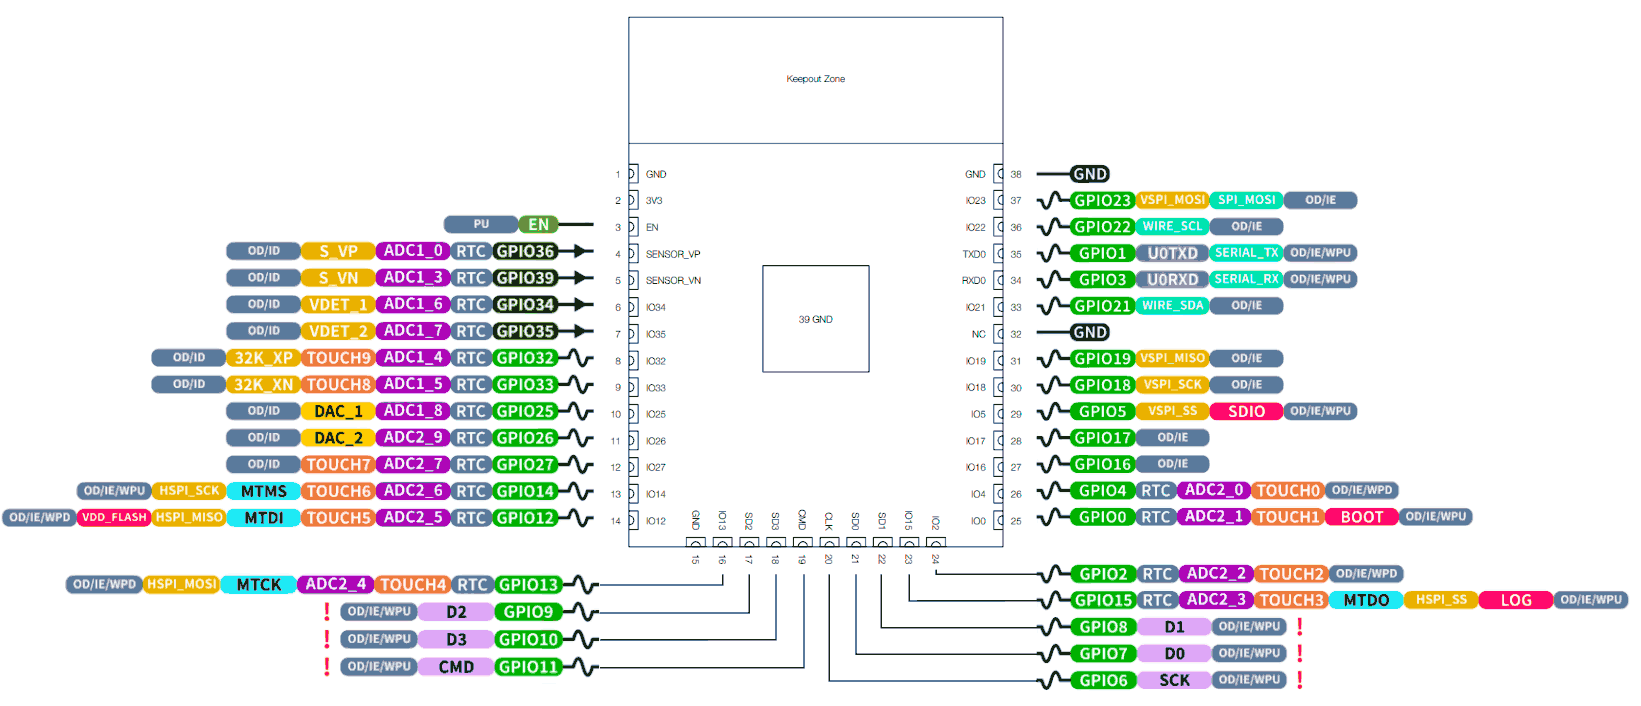 Keepout Zone
1 GND
GND 38 GND
2 3V3
IO23 37 GPIO23 VSPI_MOSI SPI_MOSI OD/IE
PU EN 3 EN
IO22 36 GPIO22 WIRE_SCL OD/IE
OD/ID S_VP ADC1_0 RTC GPIO36 4 SENSOR_VP
TXD0 35 GPIO1 U0TXD SERIAL_TX OD/IE/WPU
OD/ID S_VN ADC1_3 RTC GPIO39 5 SENSOR_VN
RXD0 34 GPIO3 U0RXD SERIAL_RX OD/IE/WPU
OD/ID VDET_1 ADC1_6 RTC GPIO34 6 IO34
IO21 33 GPIO21 WIRE_SDA OD/IE
39 GND
OD/ID VDET_2 ADC1_7 RTC GPIO35 7 IO35
NC 32 GND
OD/ID 32K_XP TOUCH9 ADC1_4 RTC GPIO32 8 IO32
IO19 31 GPIO19 VSPI_MISO OD/IE
OD/ID 32K_XN TOUCH8 ADC1_5 RTC GPIO33 9 IO33
IO18 30 GPIO18 VSPI_SCK OD/IE
OD/ID DAC_1 ADC1_8 RTC GPIO25 10 IO25
IO5 29 GPIO5 VSPI_SS SDIO OD/IE/WPU
OD/ID DAC_2 ADC2_9 RTC GPIO26 11 IO26
IO17 28 GPIO17 OD/IE
OD/ID TOUCH7 ADC2_7 RTC GPIO27 12 IO27
IO16 27 GPIO16 OD/IE
OD/IE/WPU HSPI_SCK MTMS TOUCH6 ADC2_6 RTC GPIO14 13 IO14
IO4 26 GPIO4 RTC ADC2_0 TOUCH0 OD/IE/WPD
OD/IE/WPD VDD_FLASH HSPI_MISO MTDI TOUCH5 ADC2_5 RTC GPIO12 14 IO12
IO0 25 GPIO0 RTC ADC2_1 TOUCH1 BOOT OD/IE/WPU
GND IO13 SD2 SD3 CMD CLK SD0 SD1 IO15 IO2
15 16 17 18 19 20 21 22 23 24
OD/IE/WPD HSPI_MOSI MTCK ADC2_4 TOUCH4 RTC GPIO13
GPIO2 RTC ADC2_2 TOUCH2 OD/IE/WPD
! OD/IE/WPU D2 GPIO9
GPIO15 RTC ADC2_3 TOUCH3 MTDO HSPI_SS LOG OD/IE/WPU
! OD/IE/WPU D3 GPIO10
GPIO8 D1 OD/IE/WPU !
! OD/IE/WPU CMD GPIO11
GPIO7 D0 OD/IE/WPU !
GPIO6 SCK OD/IE/WPU !